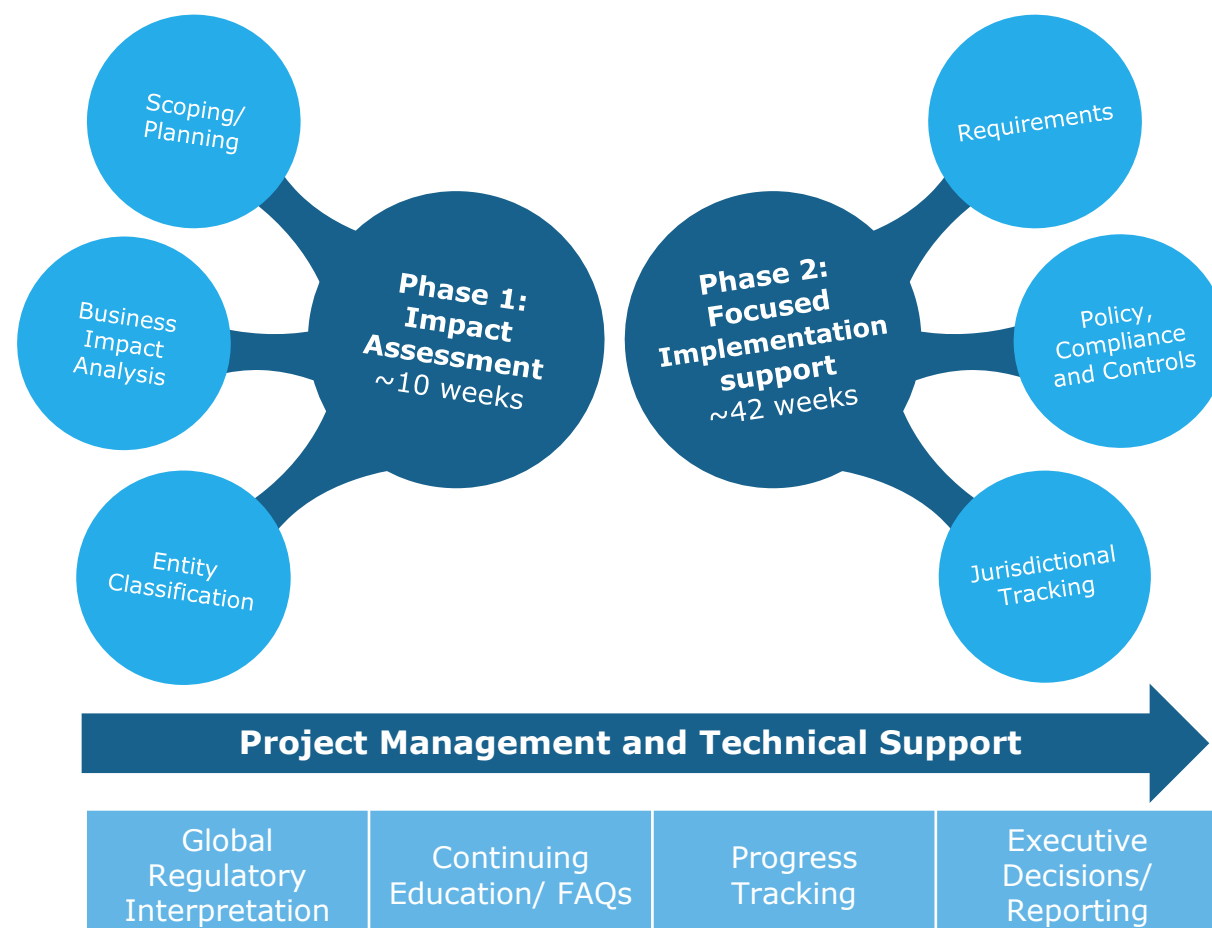 Scoping/
Planning
Business
Impact
Analysis
Entity
Classification
Phase 1:
Impact
Assessment
~10 weeks
Phase 2:
Focused
Implementation
support
~42 weeks
Requirements
Policy,
Compliance
and Controls
Jurisdictional
Tracking
Project Management and Technical Support
Global
Regulatory
Interpretation
Continuing
Education/ FAQs
Progress
Tracking
Executive
Decisions/
Reporting